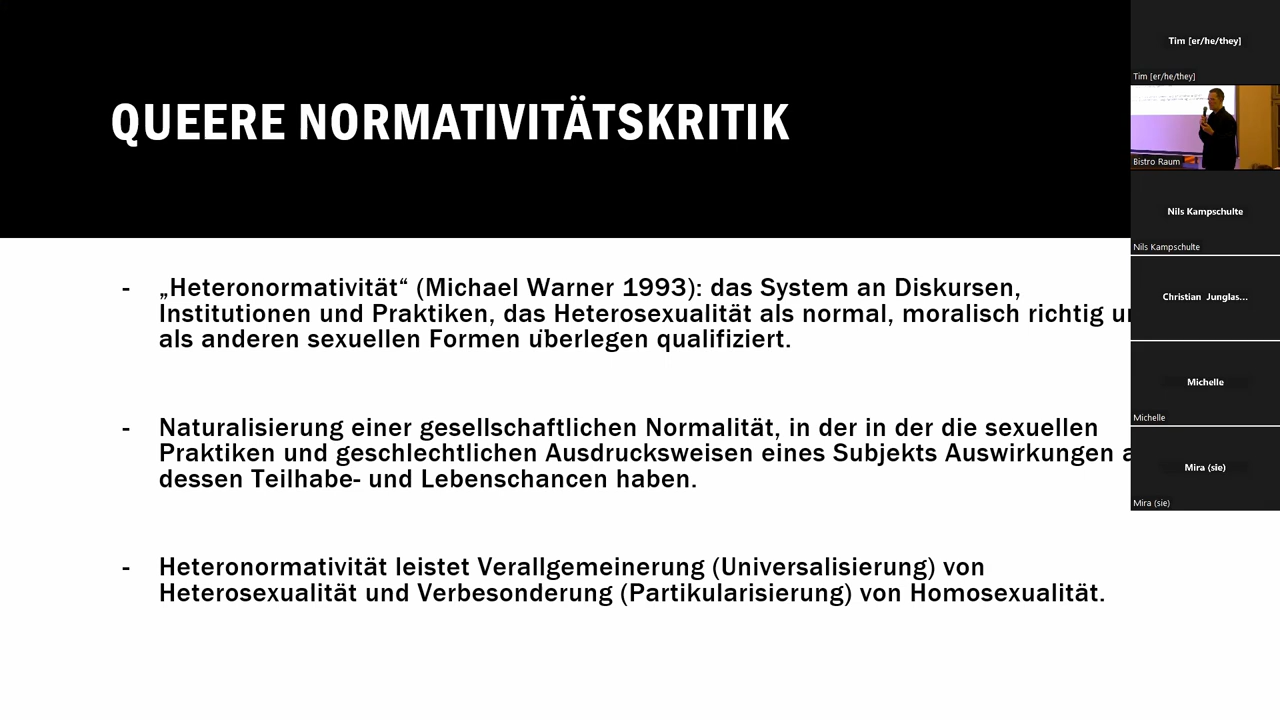 QUEERE NORMATIVITÄTSKRITIK
- „Heteronormativität“ (Michael Warner 1993): das System an Diskursen,
Institutionen und Praktiken, das Heterosexualität als normal, moralisch richtig
als anderen sexuellen Formen überlegen qualifiziert.
- Naturalisierung einer gesellschaftlichen Normalität, in der in der die sexuellen
Praktiken und geschlechtlichen Ausdrucksweisen eines Subjekts Auswirkungen
dessen Teilhabe- und Lebenschancen haben.
- Heteronormativität leistet Verallgemeinerung (Universalisierung) von
Heterosexualität und Verbesonderung (Partikularisierung) von Homosexualität.
Tim [er/he/they]
Tim [er/he/they]
Bistro Raum
Nils Kampschulte
Nils Kampschulte
Christian Junglas...
Michelle
Michelle
Mira (sie)
Mira (sie)